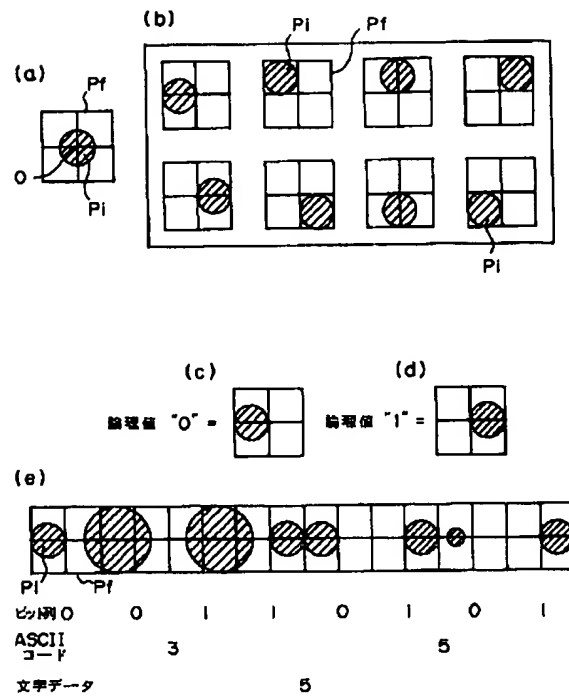 (a)
Pf
O
Pi
(b)
Pi
Pf
Pi
(c)
論理値 "0" =
(d)
論理値 "1" =
(e)
Pi
Pf
ビット列 0 0 1 1 0 1 0 1
ASCII
コード
3 5
文字データ 5